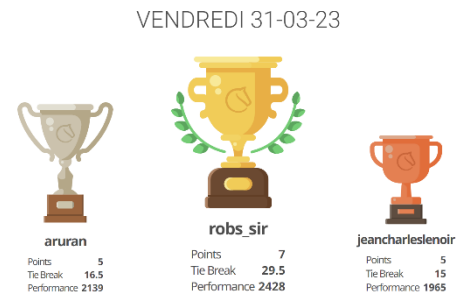 VENDREDI 31-03-23
robs_sir
Points 7
Tie Break 29.5
Performance 2428
aruran
Points 5
Tie Break 16.5
Performance 2139
jeancharleslenoir
Points 5
Tie Break 15
Performance 1965